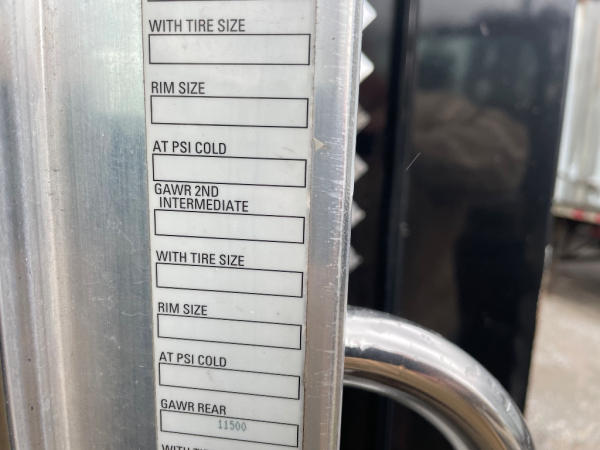 WITH TIRE SIZE
RIM SIZE
AT PSI COLD
GAWR 2ND
INTERMEDIATE
WITH TIRE SIZE
RIM SIZE
AT PSI COLD
GAWR REAR
11500